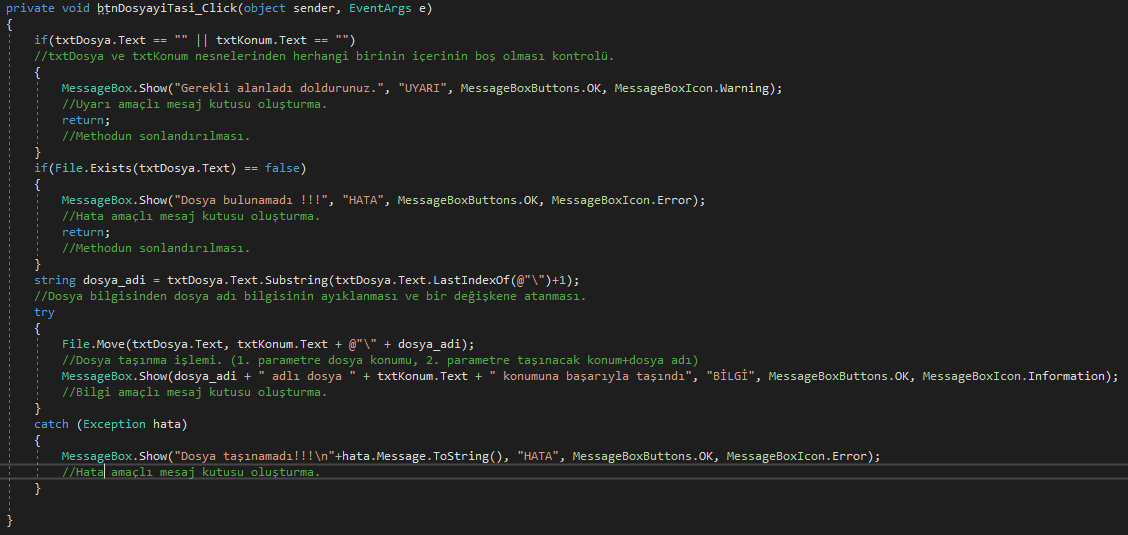 private void btnDosyayiTasi_Click(object sender, EventArgs e)
{
if(txtDosya.Text == "" || txtKonum.Text == "")
//txtDosya ve txtKonum nesnelerinden herhangi birinin içerinin boş olması kontrolü.
{
MessageBox.Show("Gerekli alanladı doldurunuz.", "UYARI", MessageBoxButtons.OK, MessageBoxIcon.Warning);
//Uyarı amaçlı mesaj kutusu oluşturma.
return;
//Methodun sonlandırılması.
}
if(File.Exists(txtDosya.Text) == false)
{
MessageBox.Show("Dosya bulunamadı !!!", "HATA", MessageBoxButtons.OK, MessageBoxIcon.Error);
//Hata amaçlı mesaj kutusu oluşturma.
return;
//Methodun sonlandırılması.
}
string dosya_adi = txtDosya.Text.Substring(txtDosya.Text.LastIndexOf(@"\")+1);
//Dosya bilgisinden dosya adı bilgisinin ayıklanması ve bir değişkene atanması.
try
{
File.Move(txtDosya.Text, txtKonum.Text + @"\" + dosya_adi);
//Dosya taşınma işlemi. (1. parametre dosya konumu, 2. parametre taşınacak konum+dosya adı)
MessageBox.Show(dosya_adi + " adlı dosya " + txtKonum.Text + " konumuna başarıyla taşındı", "BİLGİ", MessageBoxButtons.OK, MessageBoxIcon.Information);
//Bilgi amaçlı mesaj kutusu oluşturma.
}
catch (Exception hata)
{
MessageBox.Show("Dosya taşınamadı!!!\n"+hata.Message.ToString(), "HATA", MessageBoxButtons.OK, MessageBoxIcon.Error);
//Hata amaçlı mesaj kutusu oluşturma.
}
}